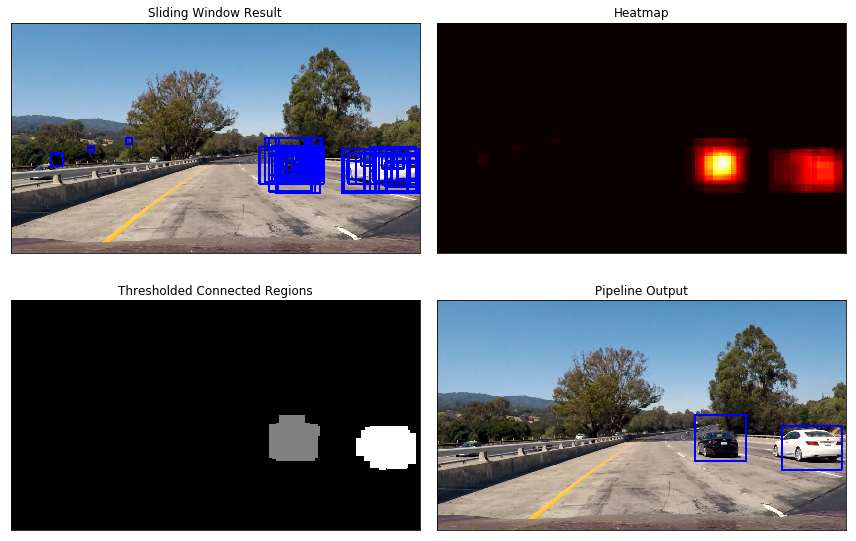 Sliding Window Result
Heatmap
Thresholded Connected Regions
Pipeline Output